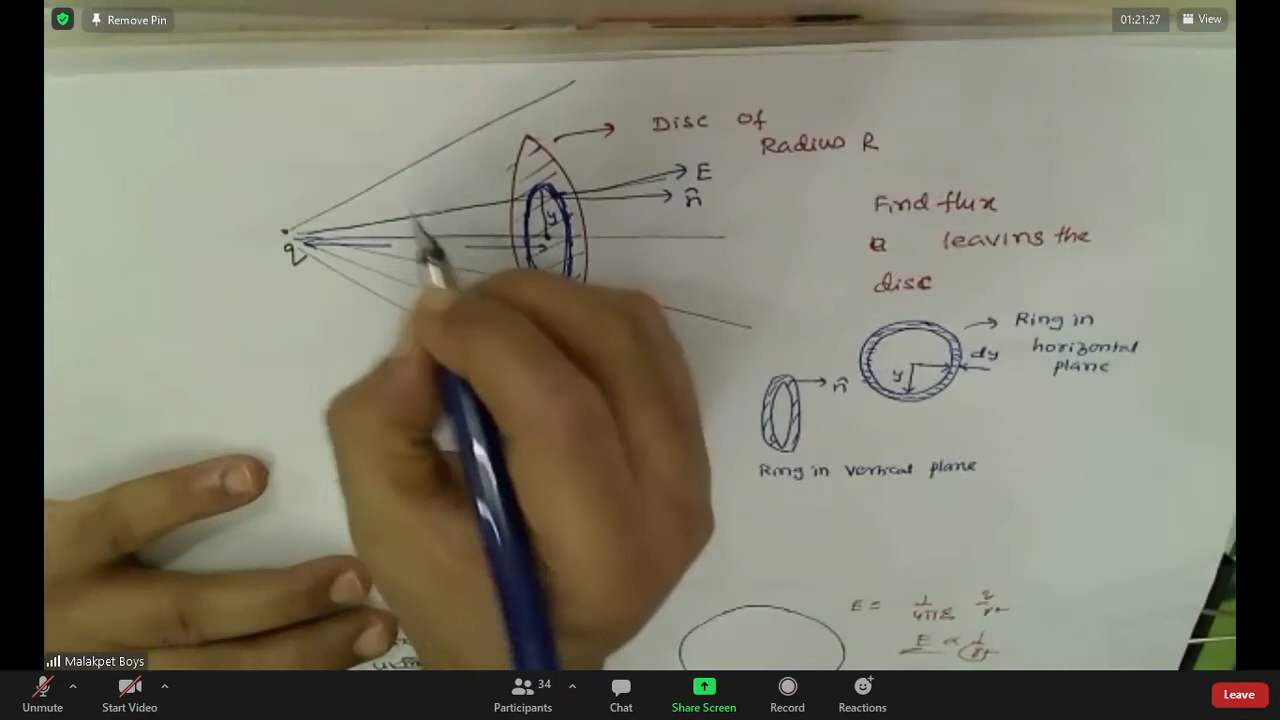 Remove Pin
01:21:27
View
Disc of
Radius R
E
n̂
y
q
Find flux
leaving the
disc
Ring in
horizontal
plane
dy
y
n̂
Ring in vertical plane
E =
E ∝
Malakpet Boys
Unmute
Start Video
34
Participants
Chat
Share Screen
Record
Reactions
Leave